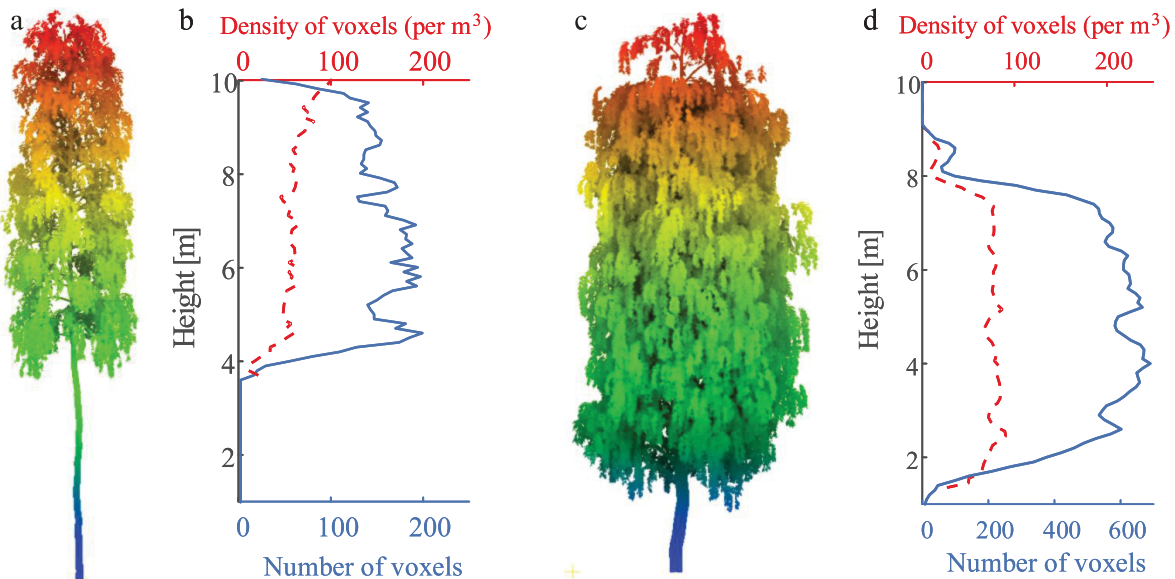 a
b
Density of voxels (per m³)
0 100 200
10
8
6
4
2
Height [m]
0 100 200
Number of voxels
c
d
Density of voxels (per m³)
0 100 200
10
8
6
4
2
Height [m]
0 200 400 600
Number of voxels